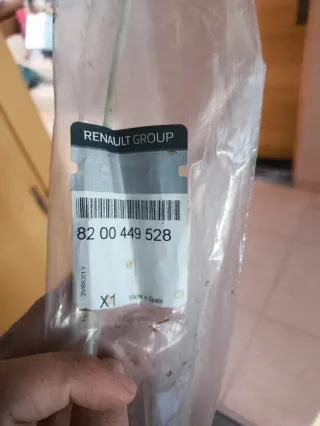 RENAULT GROUP
82 00 449 528
X1
Made in Spain